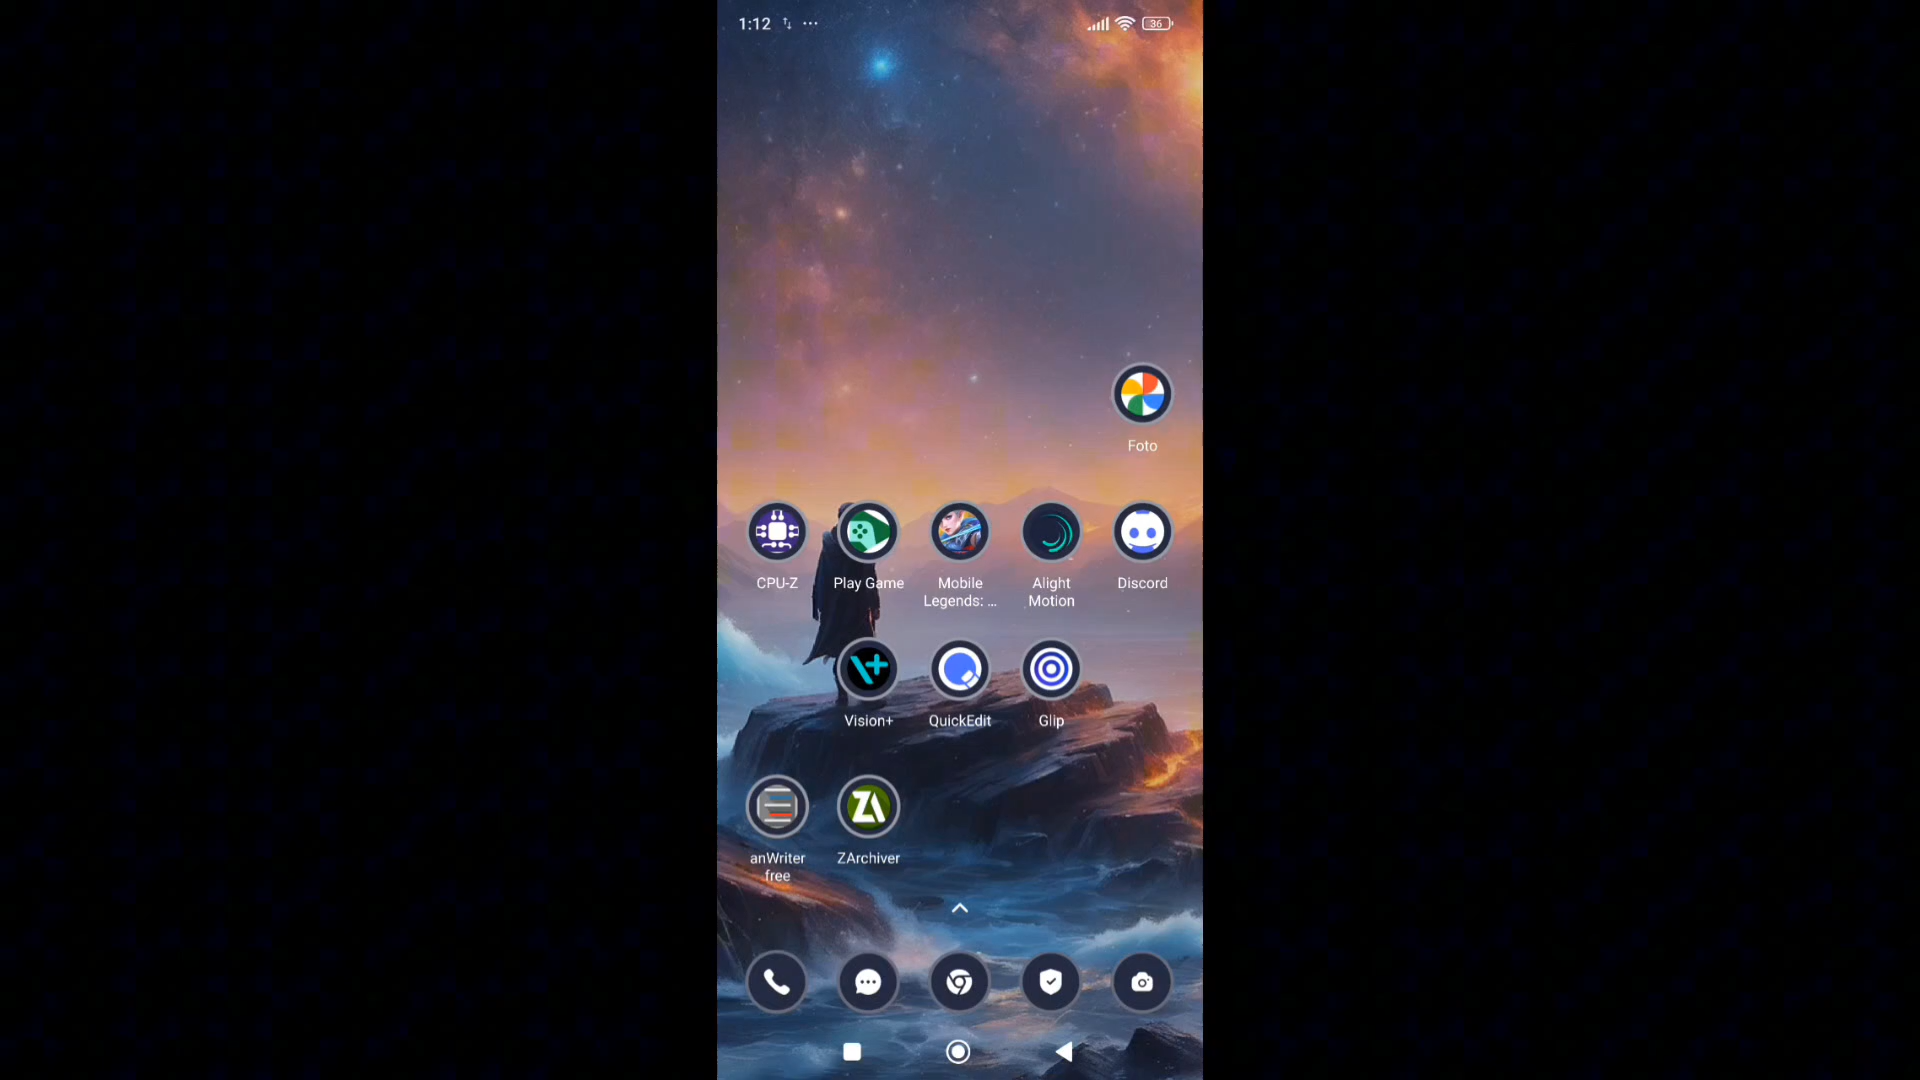 1:12
36
Foto
CPU-Z
Play Game
Mobile
Legends: ...
Alight
Motion
Discord
Vision+
QuickEdit
Glip
anWriter
free
ZArchiver